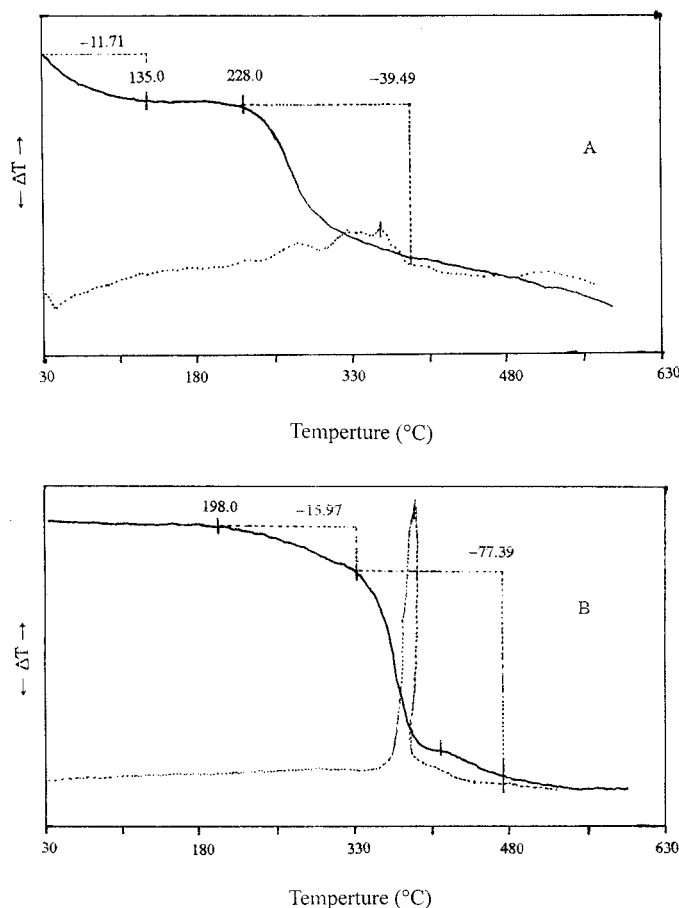 −11.71
135.0 228.0 −39.49
A
← ΔT →
30 180 330 480 630
Temperture (°C)
198.0 −15.97
−77.39
B
← ΔT →
30 180 330 480 630
Temperture (°C)